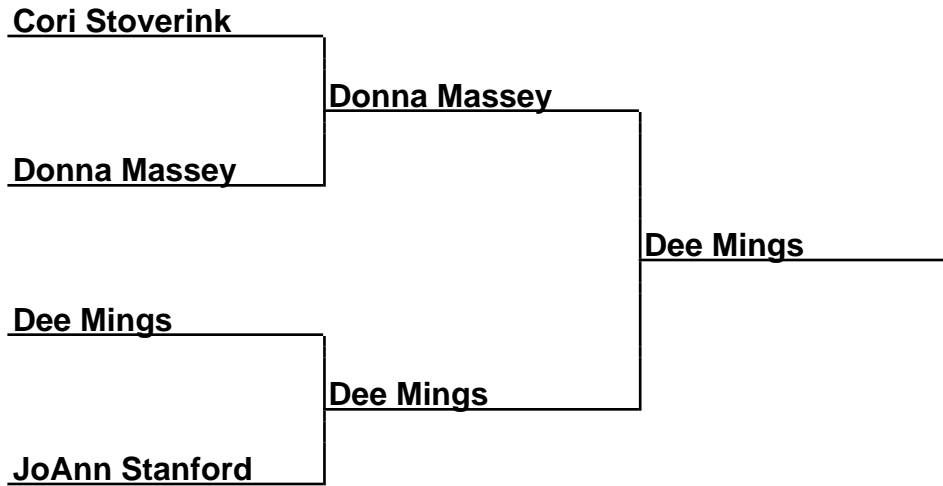 Cori Stoverink
Donna Massey
Donna Massey
Dee Mings
Dee Mings
Dee Mings
JoAnn Stanford